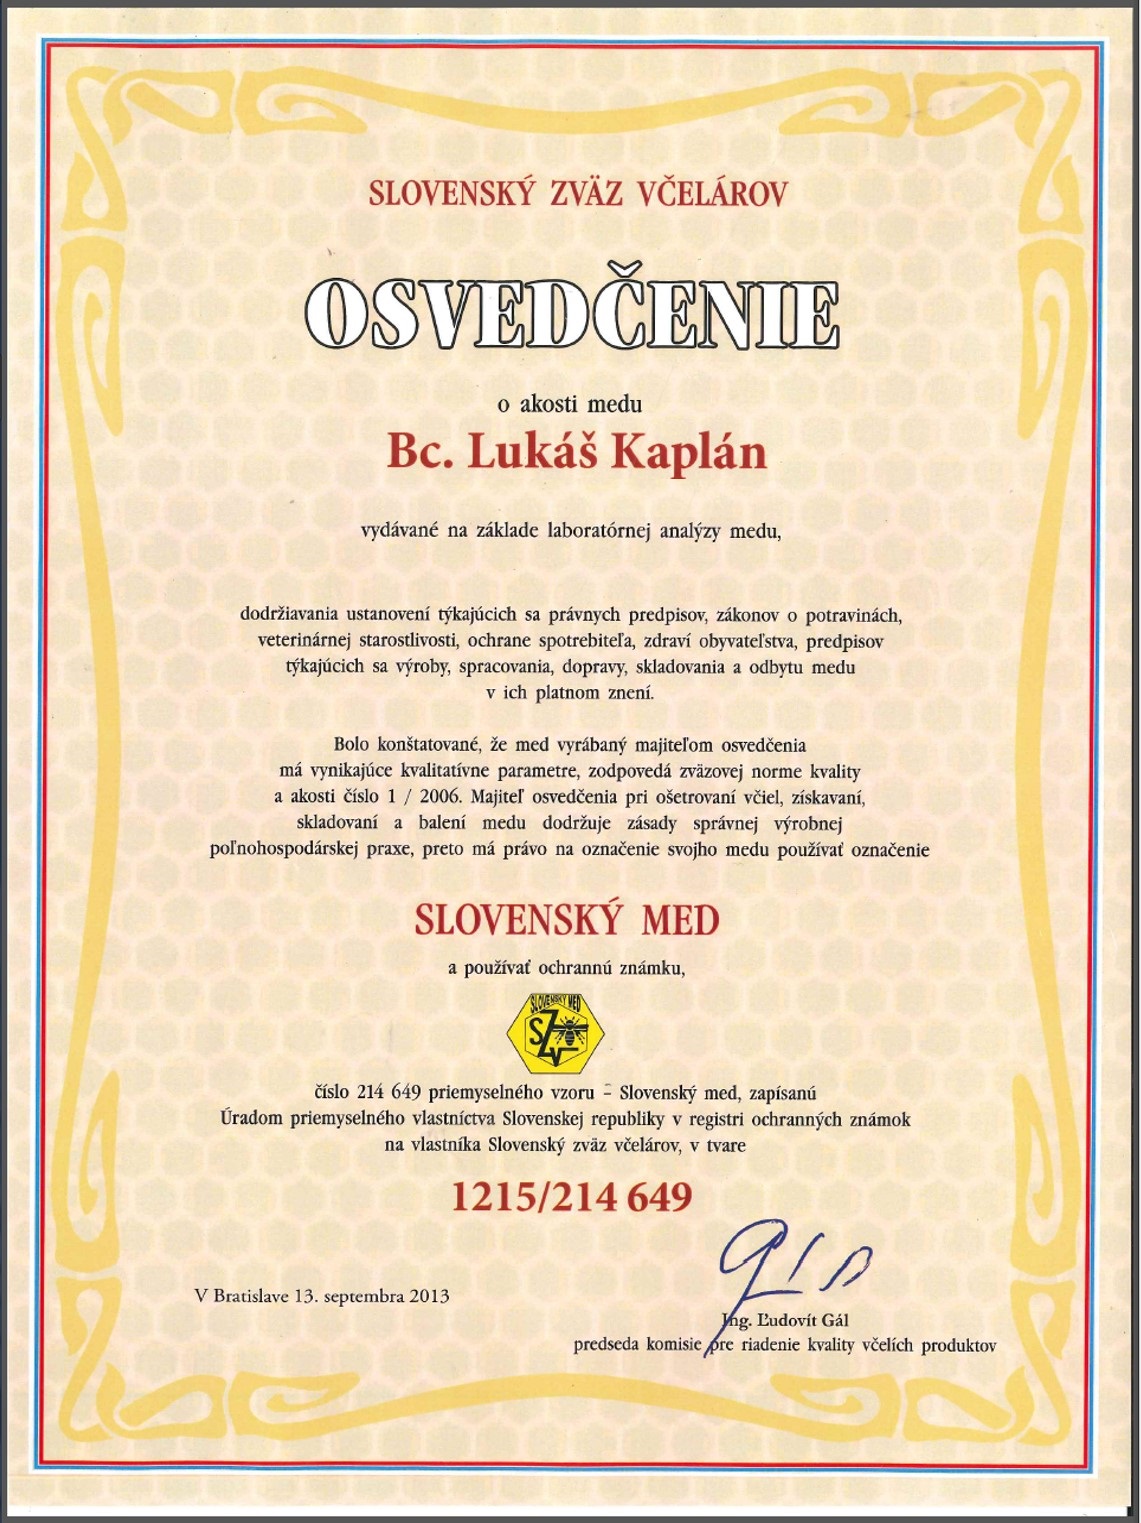 SLOVENSKÝ ZVÄZ VČELÁROV
OSVEDČENIE
o akosti medu
Bc. Lukáš Kaplán
vydávané na základe laboratórnej analýzy medu,
dodržiavania ustanovení týkajúcich sa právnych predpisov, zákonov o potravinách,
veterinárnej starostlivosti, ochrane spotrebiteľa, zdraví obyvateľstva, predpisov
týkajúcich sa výroby, spracovania, dopravy, skladovania a odbytu medu
v ich platnom znení.
Bolo konštatované, že med vyrábaný majiteľom osvedčenia
má vynikajúce kvalitatívne parametre, zodpovedá zväzovej norme kvality
a akosti číslo 1 / 2006. Majiteľ osvedčenia pri ošetrovaní včiel, získavaní,
skladovaní a balení medu dodržuje zásady správnej výrobnej
poľnohospodárskej praxe, preto má právo na označenie svojho medu používať označenie
SLOVENSKÝ MED
a používať ochrannú známku,
SLOVENSKÝ MED
SZV
číslo 214 649 priemyselného vzoru - Slovenský med, zapísanú
Úradom priemyselného vlastníctva Slovenskej republiky v registri ochranných známok
na vlastníka Slovenský zväz včelárov, v tvare
1215/214 649
V Bratislave 13. septembra 2013
Ing. Ľudovít Gál
predseda komisie pre riadenie kvality včelích produktov